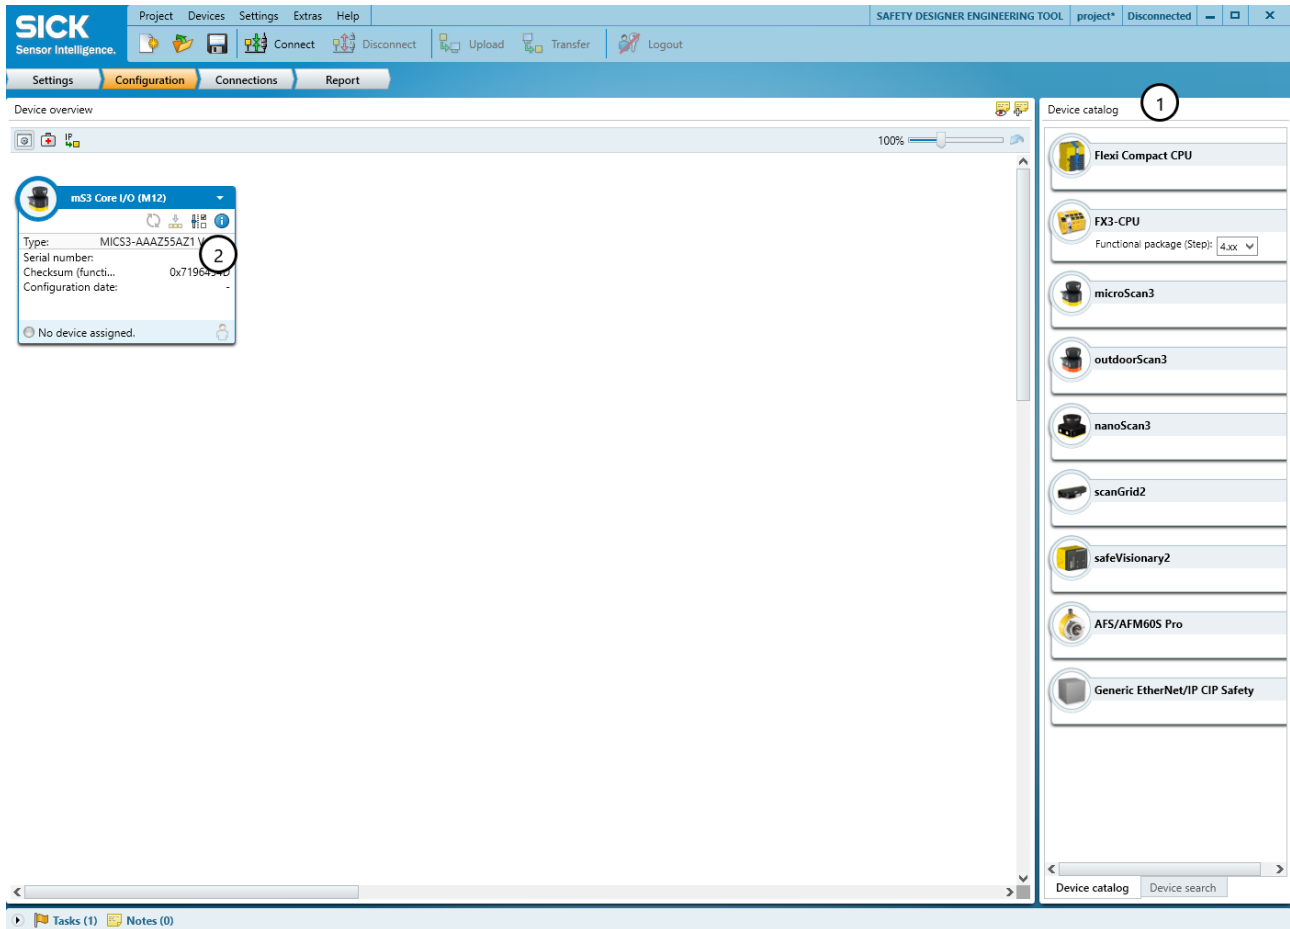 SICK
Sensor Intelligence.
Project Devices Settings Extras Help
SAFETY DESIGNER ENGINEERING TOOL project* Disconnected
Connect Disconnect Upload Transfer Logout
Settings Configuration Connections Report
Device overview
IP
100%
mS3 Core I/O (M12)
Type: MICS3-AAAZ55AZ1
Serial number:
Checksum (functi...
Configuration date: -
No device assigned.
2
Device catalog
1
Flexi Compact CPU
FX3-CPU
Functional package (Step): 4.xx
microScan3
outdoorScan3
nanoScan3
scanGrid2
safeVisionary2
AFS/AFM60S Pro
Generic EtherNet/IP CIP Safety
Device catalog Device search
Tasks (1) Notes (0)